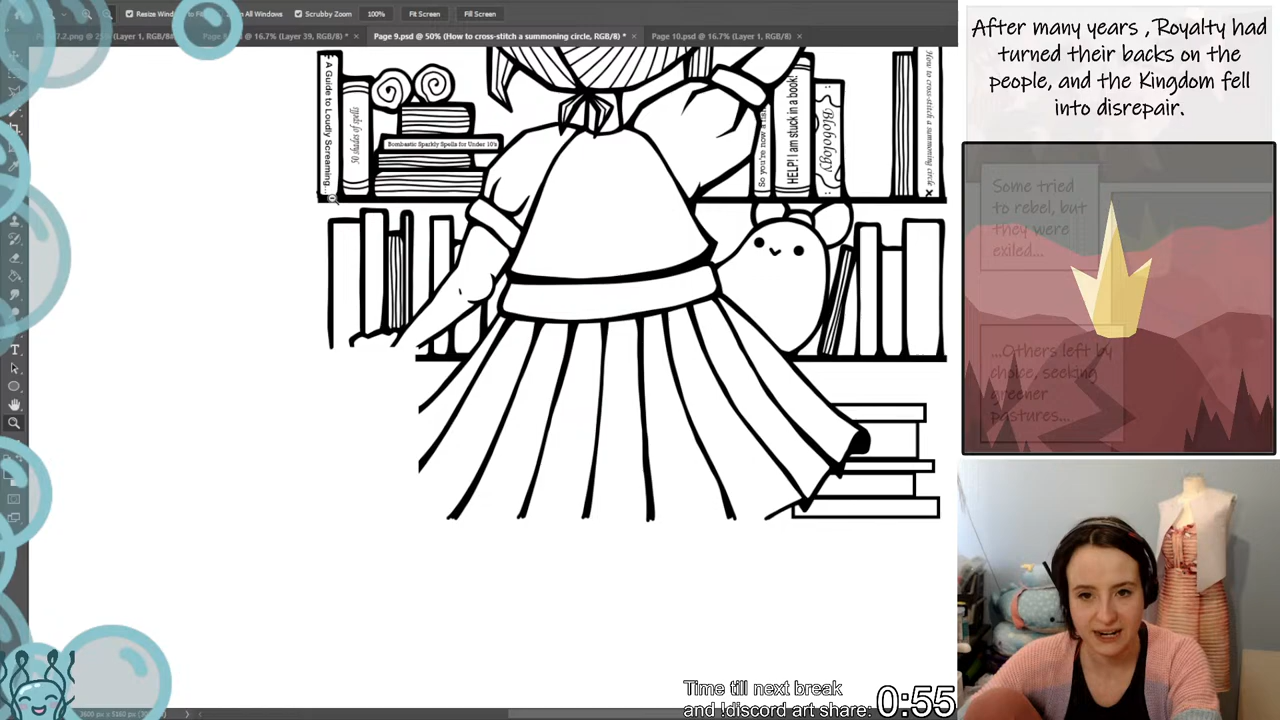 Resize Window to Fit
All Windows
Scrubby Zoom
100%
Fit Screen
Fill Screen
Page 9.psd @ 50% (How to cross-stitch a summoning circle, RGB/8) *
Page 10.psd @ 16.7% (Layer 1, RGB/8)
A Guide to Loudly Screaming...
Bombastic Sparkly Spells for Under 10's
So you're now a
HELP! I am stuck in a book!
Blobology
How to cross-stitch a summoning circle
After many years , Royalty had
turned their backs on the
people, and the Kingdom fell
into disrepair.
Some tried
to rebel, but
they were
exiled...
...Others left by
choice, seeking
greener
pastures...
Time till next break
and !discord art share:
0:55